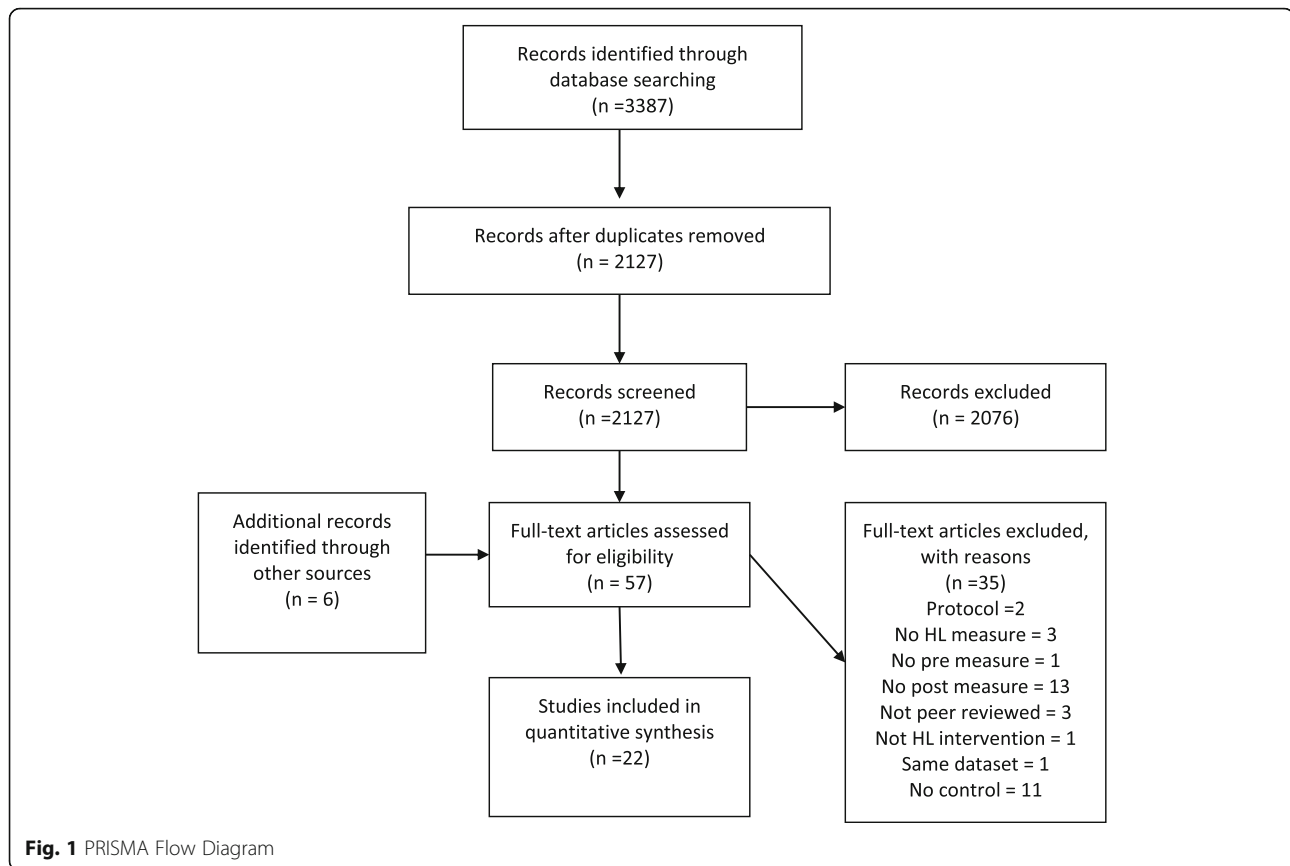 Records identified through
database searching
(n =3387)
Records after duplicates removed
(n = 2127)
Records screened
(n =2127)
Records excluded
(n = 2076)
Additional records
identified through
other sources
(n = 6)
Full-text articles assessed
for eligibility
(n = 57)
Full-text articles excluded,
with reasons
(n =35)
Protocol =2
No HL measure = 3
No pre measure = 1
No post measure = 13
Not peer reviewed = 3
Not HL intervention = 1
Same dataset = 1
No control = 11
Studies included in
quantitative synthesis
(n =22)
Fig. 1 PRISMA Flow Diagram